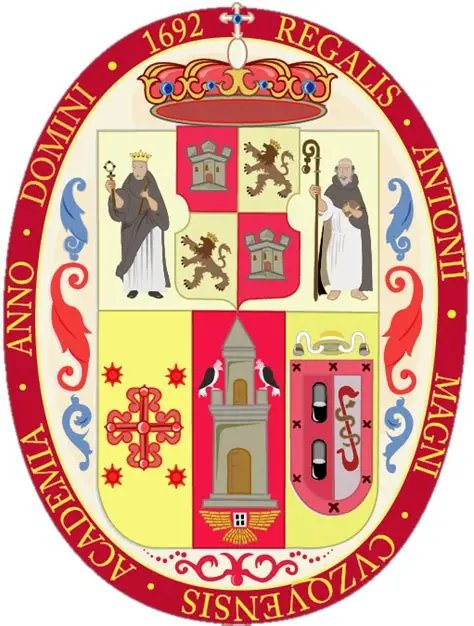 REGALIS · ANTONII · MAGNI · CVZQVENSIS · ACADEMIA · ANNO · DOMINI · 1692